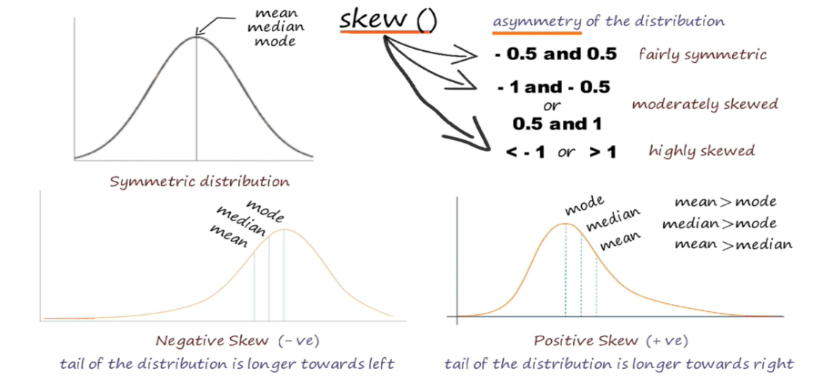 mean
median
mode
skew ()
asymmetry of the distribution
- 0.5 and 0.5 fairly symmetric
- 1 and - 0.5
or
0.5 and 1
moderately skewed
< - 1 or > 1 highly skewed
Symmetric distribution
mode
median
mean
Negative Skew (- ve)
tail of the distribution is longer towards left
mode
median
mean
mean > mode
median > mode
mean > median
Positive Skew (+ ve)
tail of the distribution is longer towards right